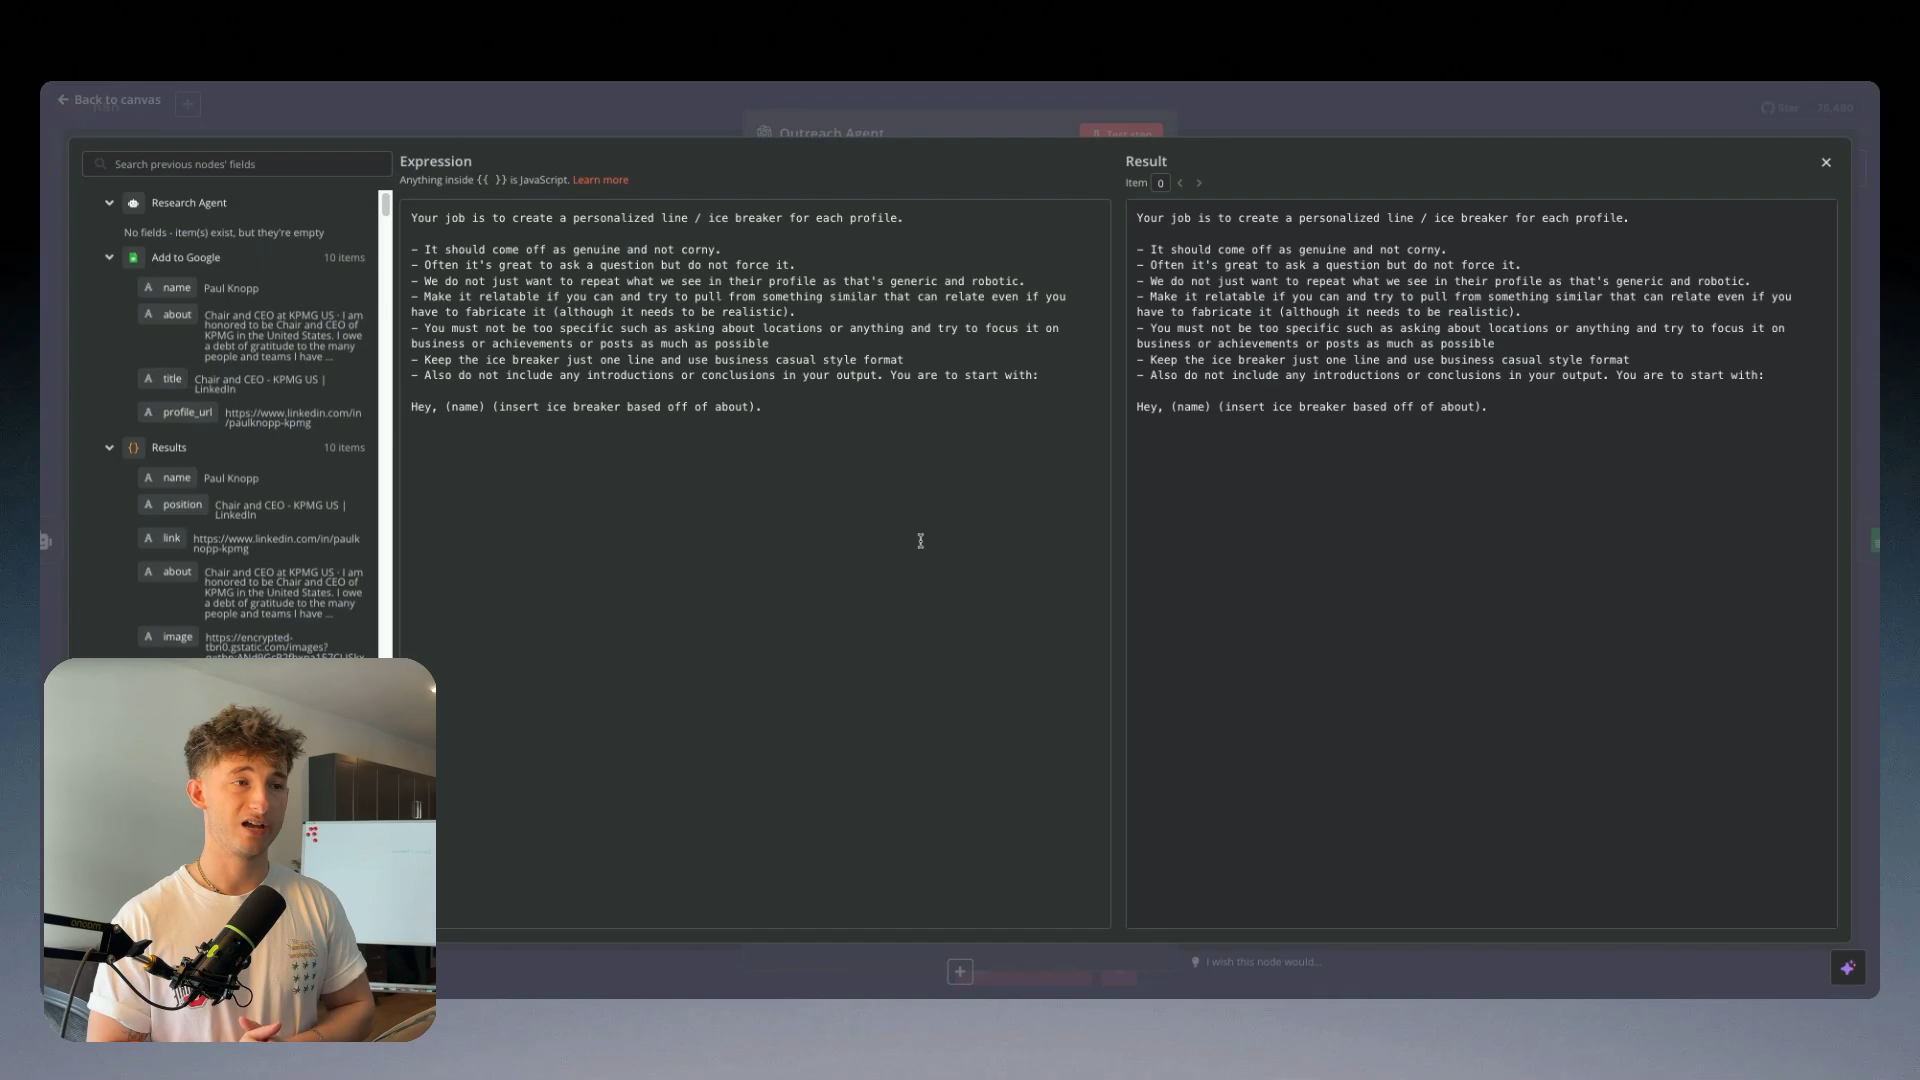 Back to canvas
Star 76,460
Outreach Agent
Test step
Search previous nodes' fields
Research Agent
No fields - item(s) exist, but they're empty
Add to Google 10 items
A name Paul Knopp
A about Chair and CEO at KPMG US · I am
honored to be Chair and CEO of
KPMG in the United States. I owe
a debt of gratitude to the many
people and teams I have ...
A title Chair and CEO - KPMG US |
LinkedIn
A profile_url https://www.linkedin.com/in
/paulknopp-kpmg
{} Results 10 items
A name Paul Knopp
A position Chair and CEO - KPMG US |
LinkedIn
A link https://www.linkedin.com/in/paulk
nopp-kpmg
A about Chair and CEO at KPMG US · I am
honored to be Chair and CEO of
KPMG in the United States. I owe
a debt of gratitude to the many
people and teams I have ...
A image https://encrypted-
tbn0.gstatic.com/images?
Expression
Anything inside {{ }} is JavaScript. Learn more
Your job is to create a personalized line / ice breaker for each profile.
- It should come off as genuine and not corny.
- Often it's great to ask a question but do not force it.
- We do not just want to repeat what we see in their profile as that's generic and robotic.
- Make it relatable if you can and try to pull from something similar that can relate even if you
have to fabricate it (although it needs to be realistic).
- You must not be too specific such as asking about locations or anything and try to focus it on
business or achievements or posts as much as possible
- Keep the ice breaker just one line and use business casual style format
- Also do not include any introductions or conclusions in your output. You are to start with:
Hey, (name) (insert ice breaker based off of about).
Result
Item 0
Your job is to create a personalized line / ice breaker for each profile.
- It should come off as genuine and not corny.
- Often it's great to ask a question but do not force it.
- We do not just want to repeat what we see in their profile as that's generic and robotic.
- Make it relatable if you can and try to pull from something similar that can relate even if you
have to fabricate it (although it needs to be realistic).
- You must not be too specific such as asking about locations or anything and try to focus it on
business or achievements or posts as much as possible
- Keep the ice breaker just one line and use business casual style format
- Also do not include any introductions or conclusions in your output. You are to start with:
Hey, (name) (insert ice breaker based off of about).
I wish this node would...